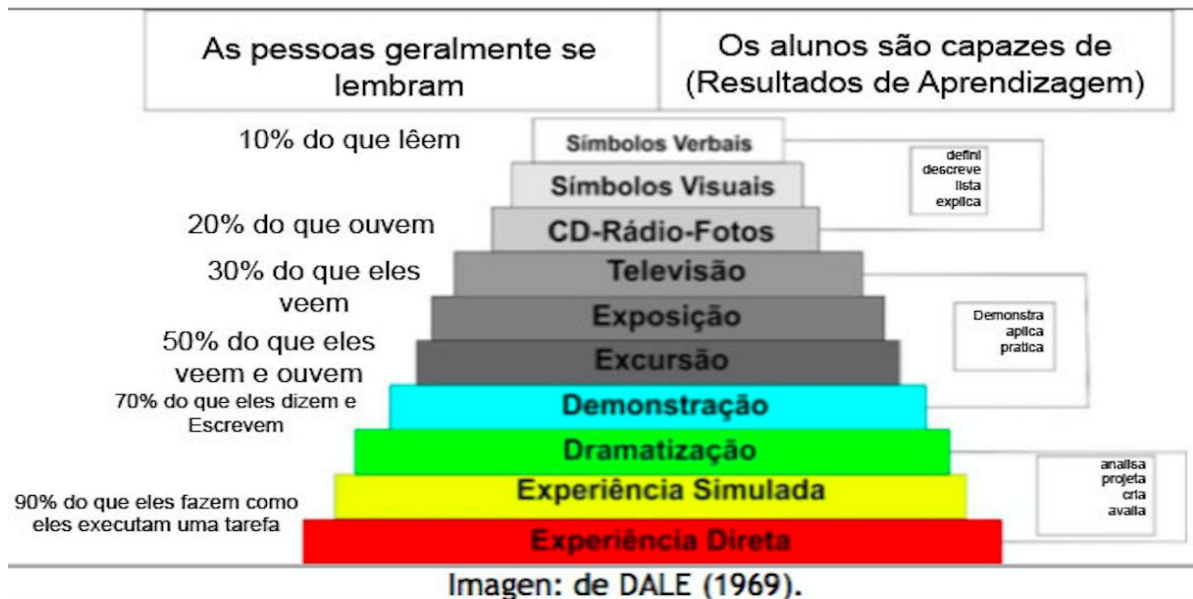 As pessoas geralmente se
lembram
Os alunos são capazes de
(Resultados de Aprendizagem)
10% do que lêem
Símbolos Verbais
Símbolos Visuais
20% do que ouvem
CD-Rádio-Fotos
defini
descreve
lista
explica
30% do que eles
veem
Televisão
Exposição
50% do que eles
veem e ouvem
Excursão
Demonstra
aplica
pratica
70% do que eles dizem e
Escrevem
Demonstração
Dramatização
90% do que eles fazem como
eles executam uma tarefa
Experiência Simulada
Experiência Direta
analisa
projeta
cria
avalia
Imagen: de DALE (1969).